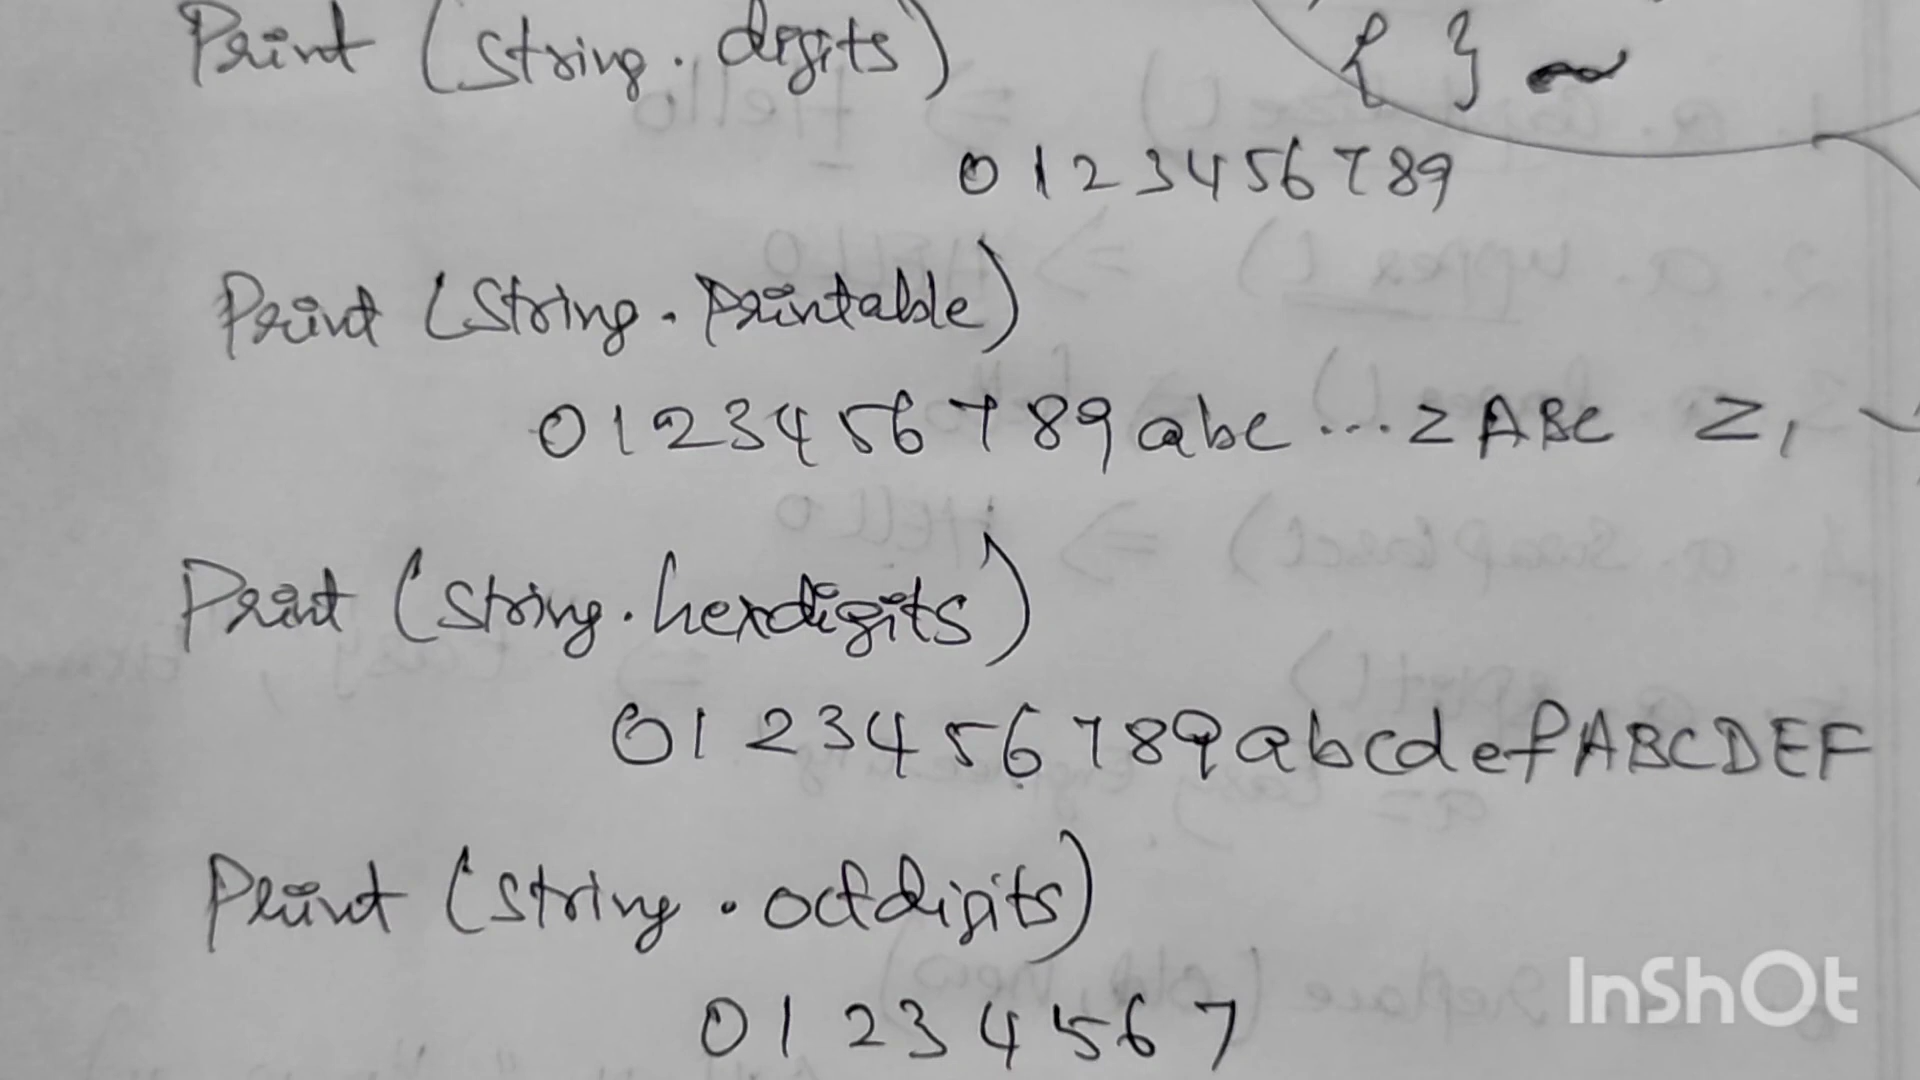 Print (String. digits)
{ } ~
0123456789
Print (String. Printable)
0123456789abc...zABC Z,
Print (String. hexdigits)
0123456789abcdefABCDEF
Print (String. octdigits)
01234567
InShOt